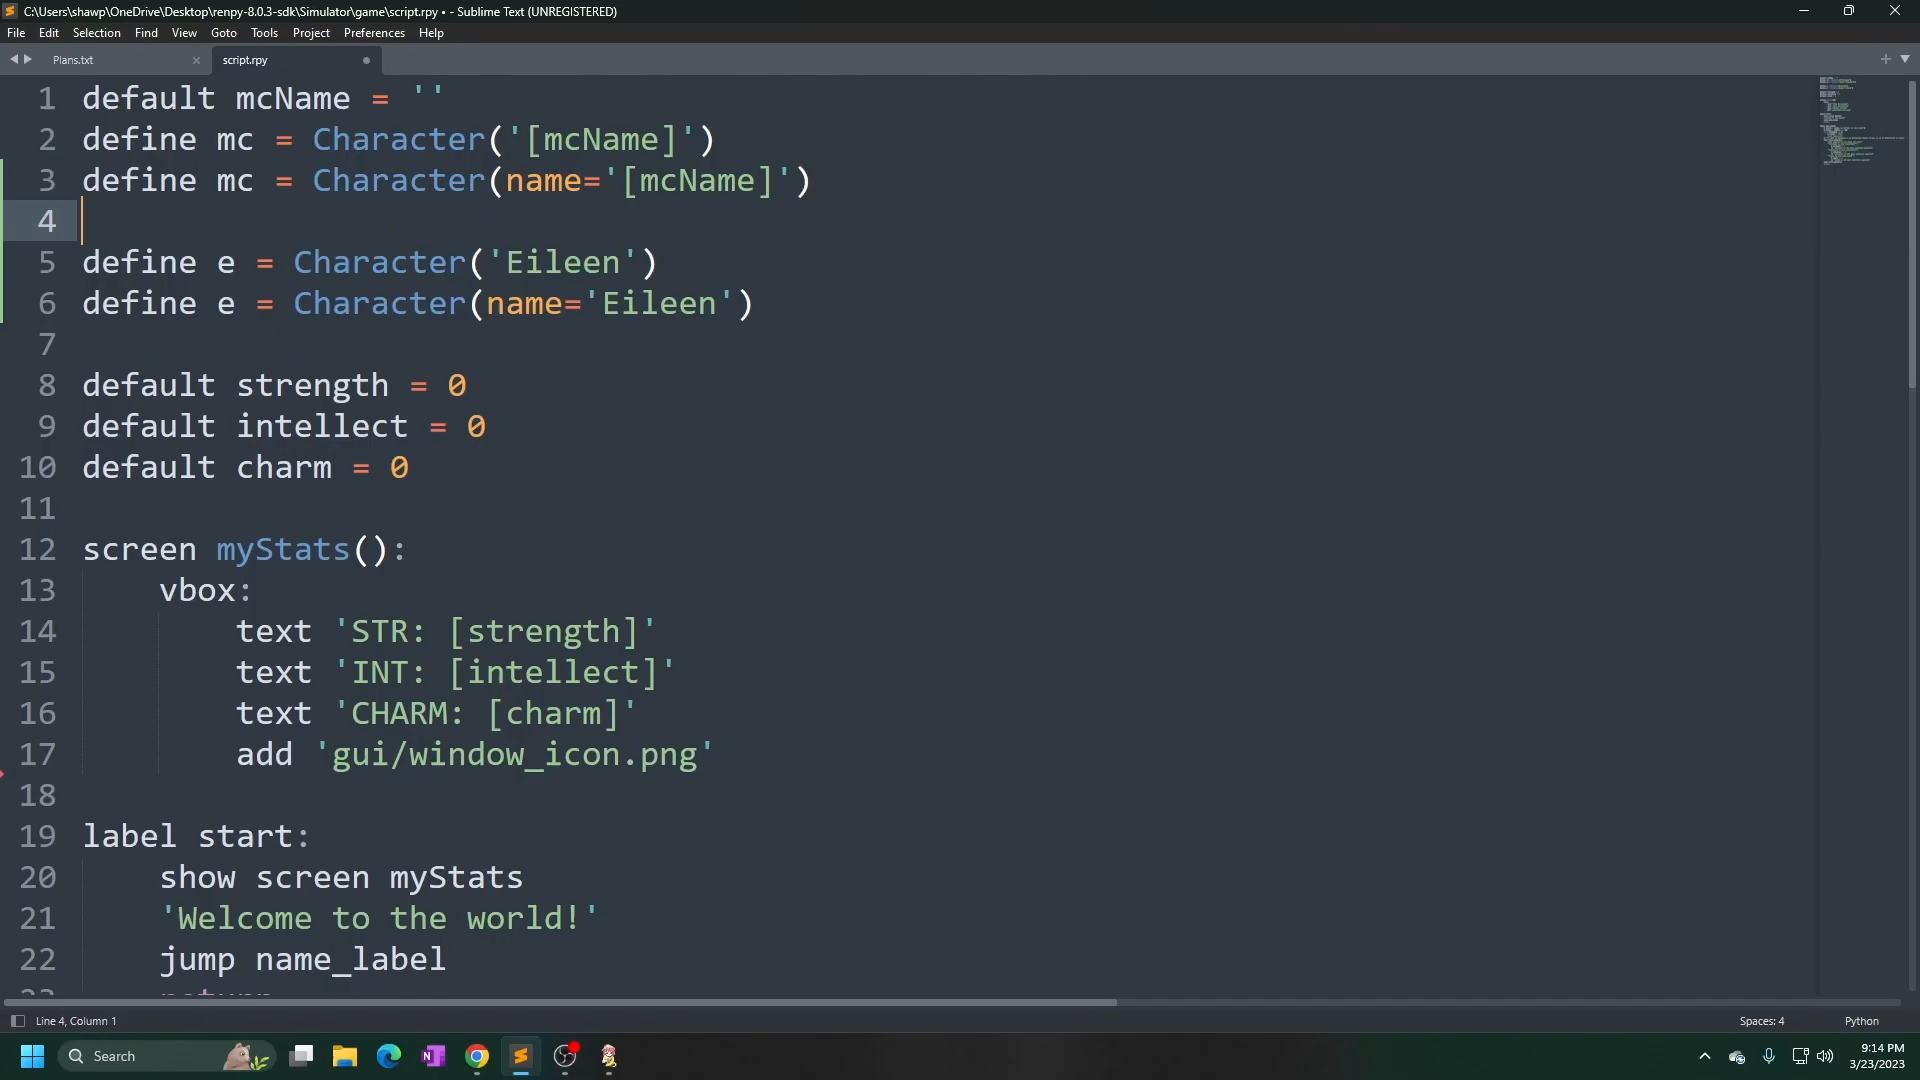 C:\Users\shawp\OneDrive\Desktop\renpy-8.0.3-sdk\Simulator\game\script.rpy • - Sublime Text (UNREGISTERED)
File Edit Selection Find View Goto Tools Project Preferences Help
Plans.txt script.rpy
1 default mcName = ''
2 define mc = Character('[mcName]')
3 define mc = Character(name='[mcName]')
4
5 define e = Character('Eileen')
6 define e = Character(name='Eileen')
7
8 default strength = 0
9 default intellect = 0
10 default charm = 0
11
12 screen myStats():
13 vbox:
14 text 'STR: [strength]'
15 text 'INT: [intellect]'
16 text 'CHARM: [charm]'
17 add 'gui/window_icon.png'
18
19 label start:
20 show screen myStats
21 'Welcome to the world!'
22 jump name_label
Line 4, Column 1 Spaces: 4 Python
Search
9:14 PM
3/23/2023